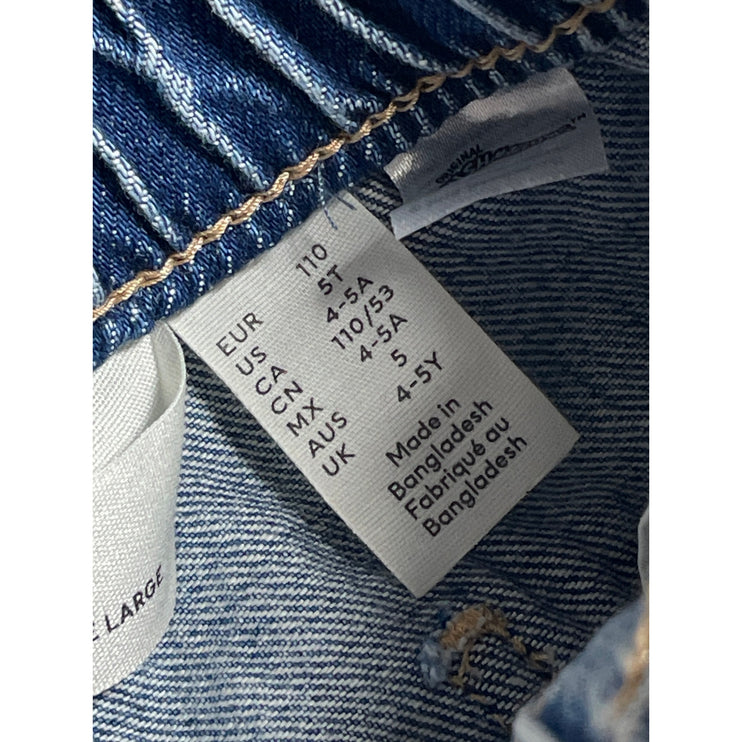 EUR 110
US 5T
CA 4-5A
CN 110/53
MX 4-5A
AUS 5
UK 4-5Y
Made in
Bangladesh
Fabriqué au
Bangladesh
ORIGINAL
LARGE